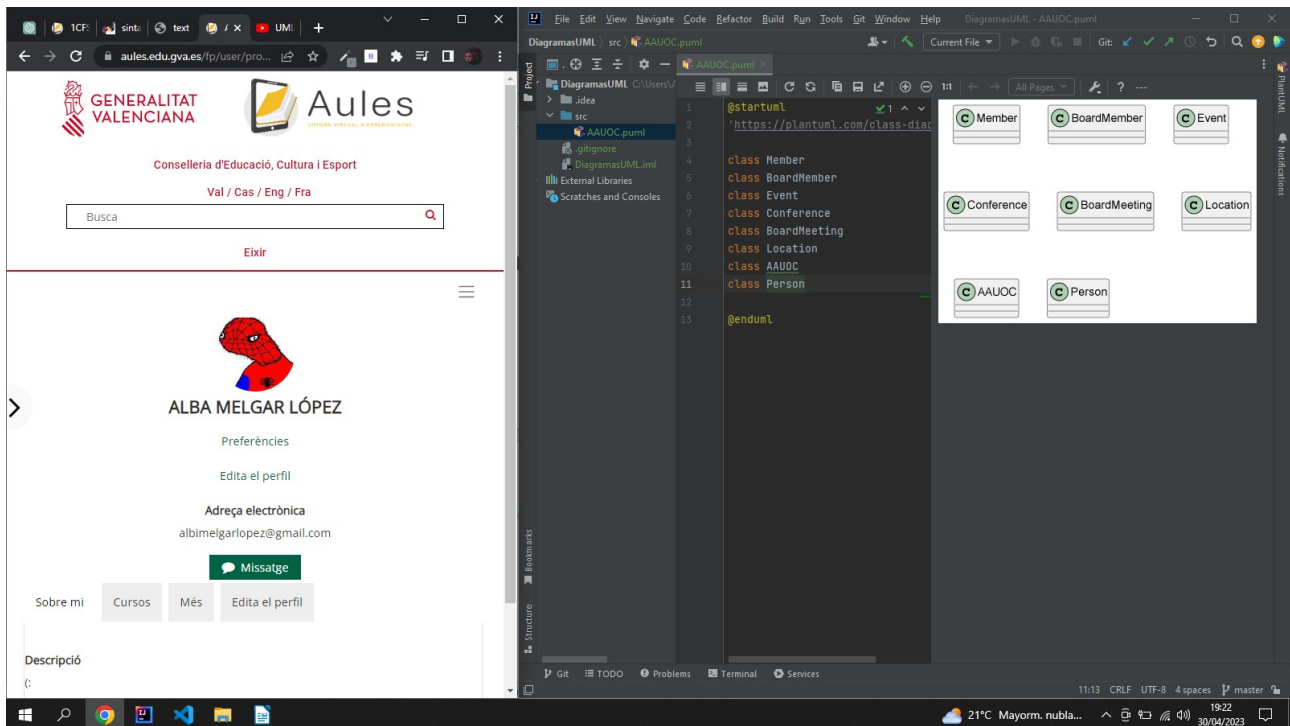 1CFS
sinta
text
UMI
aules.edu.gva.es/fp/user/pro...
GENERALITAT
VALENCIANA
Aules
Conselleria d'Educació, Cultura i Esport
Val / Cas / Eng / Fra
Busca
Eixir
ALBA MELGAR LÓPEZ
Preferències
Edita el perfil
Adreça electrònica
albimelgarlopez@gmail.com
Missatge
Sobre mi Cursos Més Edita el perfil
Descripció
(:
File Edit View Navigate Code Refactor Build Run Tools Git Window Help DiagramasUML - AAUOC.puml
DiagramasUML src AAUOC.puml Current File Git:
Project
AAUOC.puml
DiagramasUML C:\Users\A
.idea
src
AAUOC.puml
.gitignore
DiagramasUML.iml
External Libraries
Scratches and Consoles
1:1 All Pages ? ...
1 @startuml 1
2 'https://plantuml.com/class-diag
3
4 class Member
5 class BoardMember
6 class Event
7 class Conference
8 class BoardMeeting
9 class Location
10 class AAUOC
11 class Person
12
13 @enduml
C Member C BoardMember C Event
C Conference C BoardMeeting C Location
C AAUOC C Person
PlantUML
Notifications
Bookmarks
Structure
Git TODO Problems Terminal Services
11:13 CRLF UTF-8 4 spaces master
21°C Mayorm. nubla... 19:22
30/04/2023